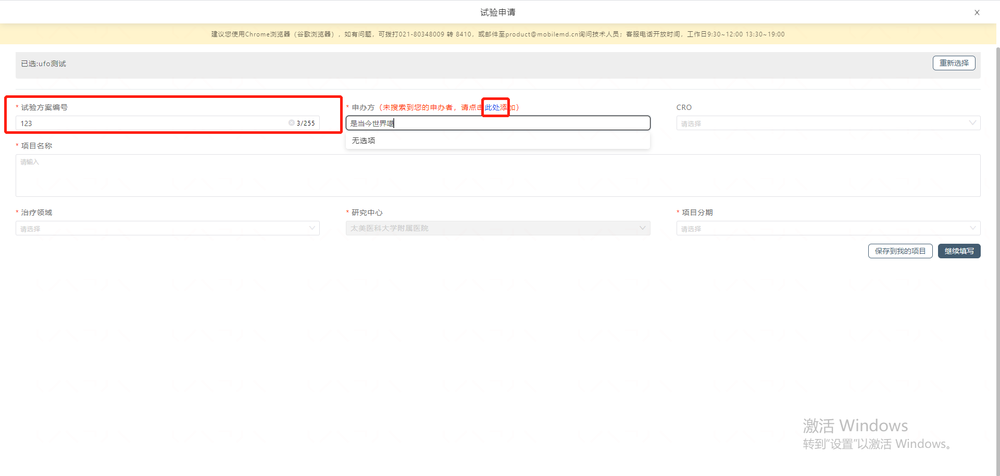 试验申请
X
建议您使用Chrome浏览器（谷歌浏览器），如有问题，可拨打021-80348009 转 8410，或邮件至product@mobilemd.cn询问技术人员；客服电话开放时间，工作日9:30~12:00 13:30~19:00
已选:ufo测试
重新选择
* 试验方案编号
* 申办方（未搜索到您的申办者，请点击此处添加）
CRO
123
3/255
是当今世界噶
请选择
无选项
* 项目名称
请输入
* 治疗领域
* 研究中心
* 项目分期
请选择
太美医科大学附属医院
请选择
保存到我的项目
继续填写
激活 Windows
转到“设置”以激活 Windows。